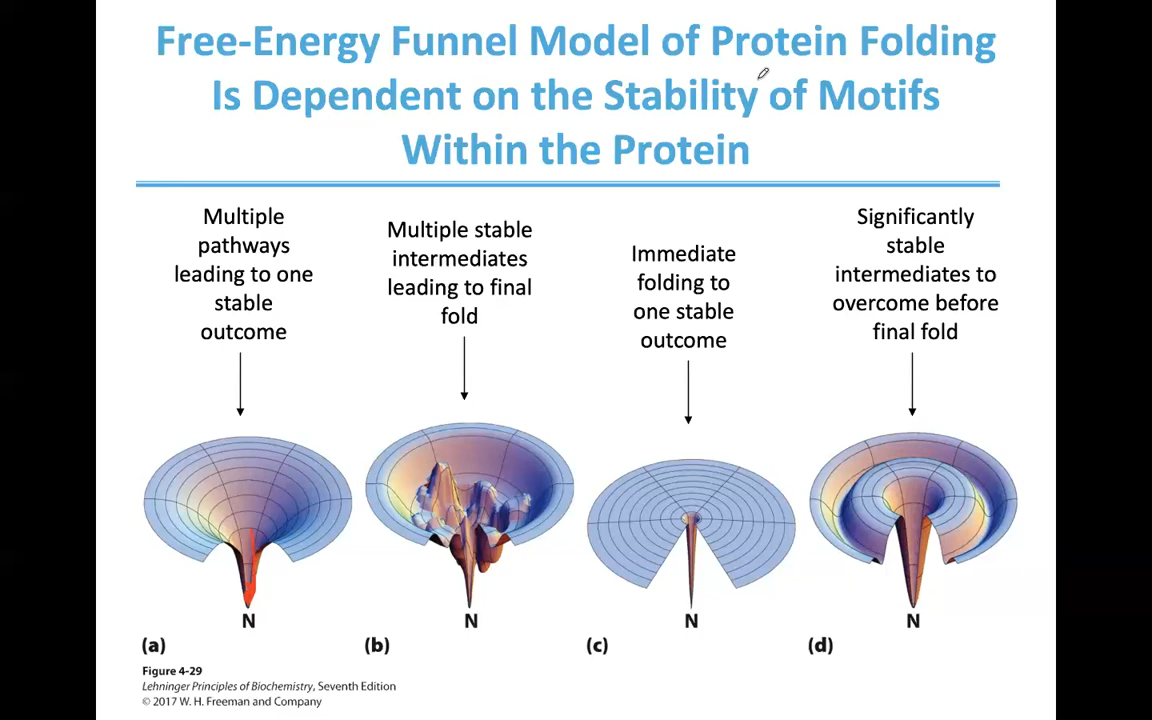 Free-Energy Funnel Model of Protein Folding
Is Dependent on the Stability of Motifs
Within the Protein
Multiple
pathways
leading to one
stable
outcome
Multiple stable
intermediates
leading to final
fold
Immediate
folding to
one stable
outcome
Significantly
stable
intermediates to
overcome before
final fold
N
N
N
N
(a)
(b)
(c)
(d)
Figure 4-29
Lehninger Principles of Biochemistry, Seventh Edition
© 2017 W. H. Freeman and Company